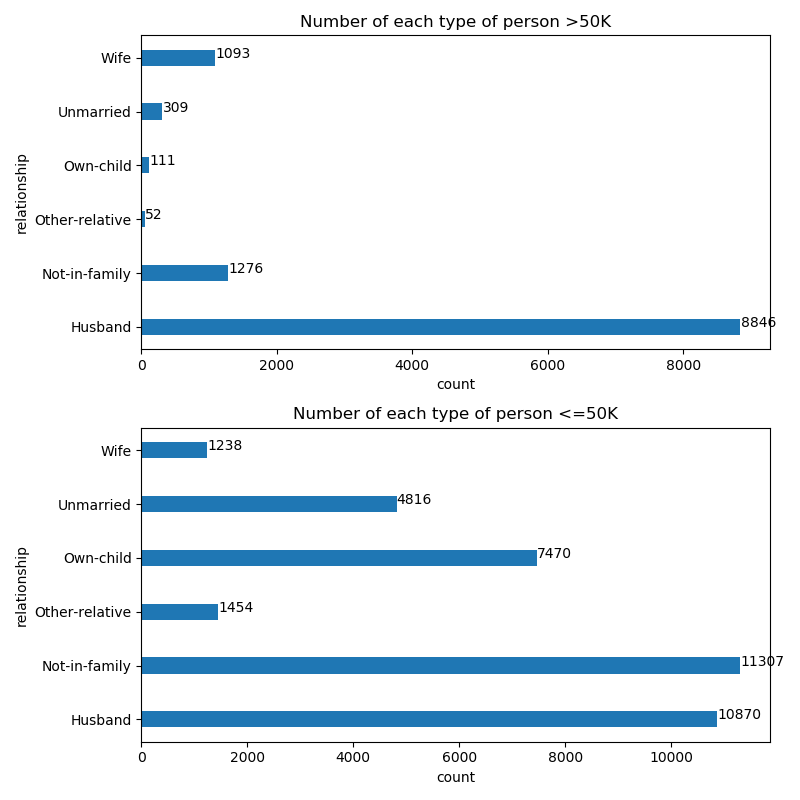 Number of each type of person >50K
Wife 1093
Unmarried 309
Own-child 111
Other-relative 52
Not-in-family 1276
Husband 8846
relationship
0 2000 4000 6000 8000
count
Number of each type of person <=50K
Wife 1238
Unmarried 4816
Own-child 7470
Other-relative 1454
Not-in-family 11307
Husband 10870
relationship
0 2000 4000 6000 8000 10000
count